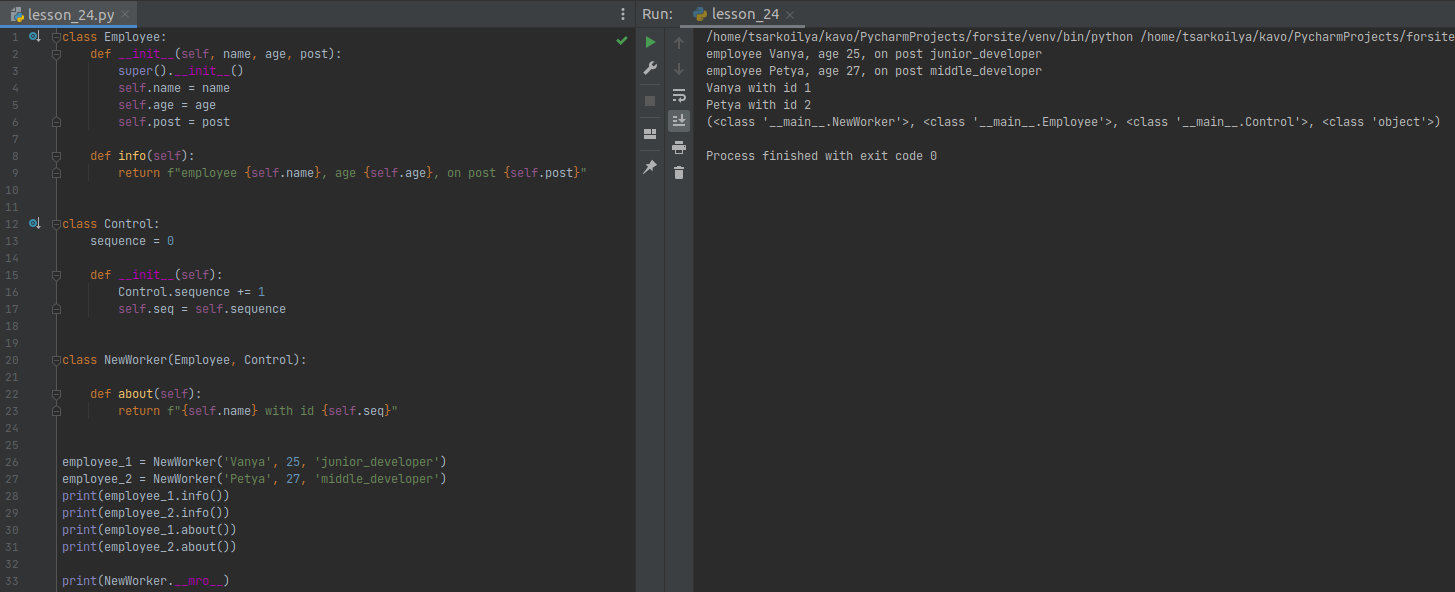 lesson_24.py
1 class Employee:
2 def __init__(self, name, age, post):
3 super().__init__()
4 self.name = name
5 self.age = age
6 self.post = post
7
8 def info(self):
9 return f"employee {self.name}, age {self.age}, on post {self.post}"
10
11
12 class Control:
13 sequence = 0
14
15 def __init__(self):
16 Control.sequence += 1
17 self.seq = self.sequence
18
19
20 class NewWorker(Employee, Control):
21
22 def about(self):
23 return f"{self.name} with id {self.seq}"
24
25
26 employee_1 = NewWorker('Vanya', 25, 'junior_developer')
27 employee_2 = NewWorker('Petya', 27, 'middle_developer')
28 print(employee_1.info())
29 print(employee_2.info())
30 print(employee_1.about())
31 print(employee_2.about())
32
33 print(NewWorker.__mro__)
Run: lesson_24
/home/tsarkoilya/kavo/PycharmProjects/forsite/venv/bin/python /home/tsarkoilya/kavo/PycharmProjects/forsite
employee Vanya, age 25, on post junior_developer
employee Petya, age 27, on post middle_developer
Vanya with id 1
Petya with id 2
(<class '__main__.NewWorker'>, <class '__main__.Employee'>, <class '__main__.Control'>, <class 'object'>)
Process finished with exit code 0